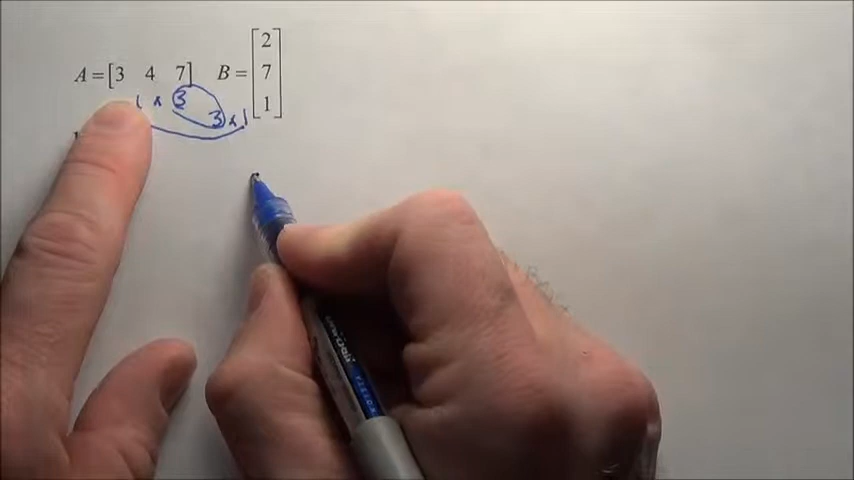 A = [3 4 7] B = [2 7 1]
1 x 3
3 x 1